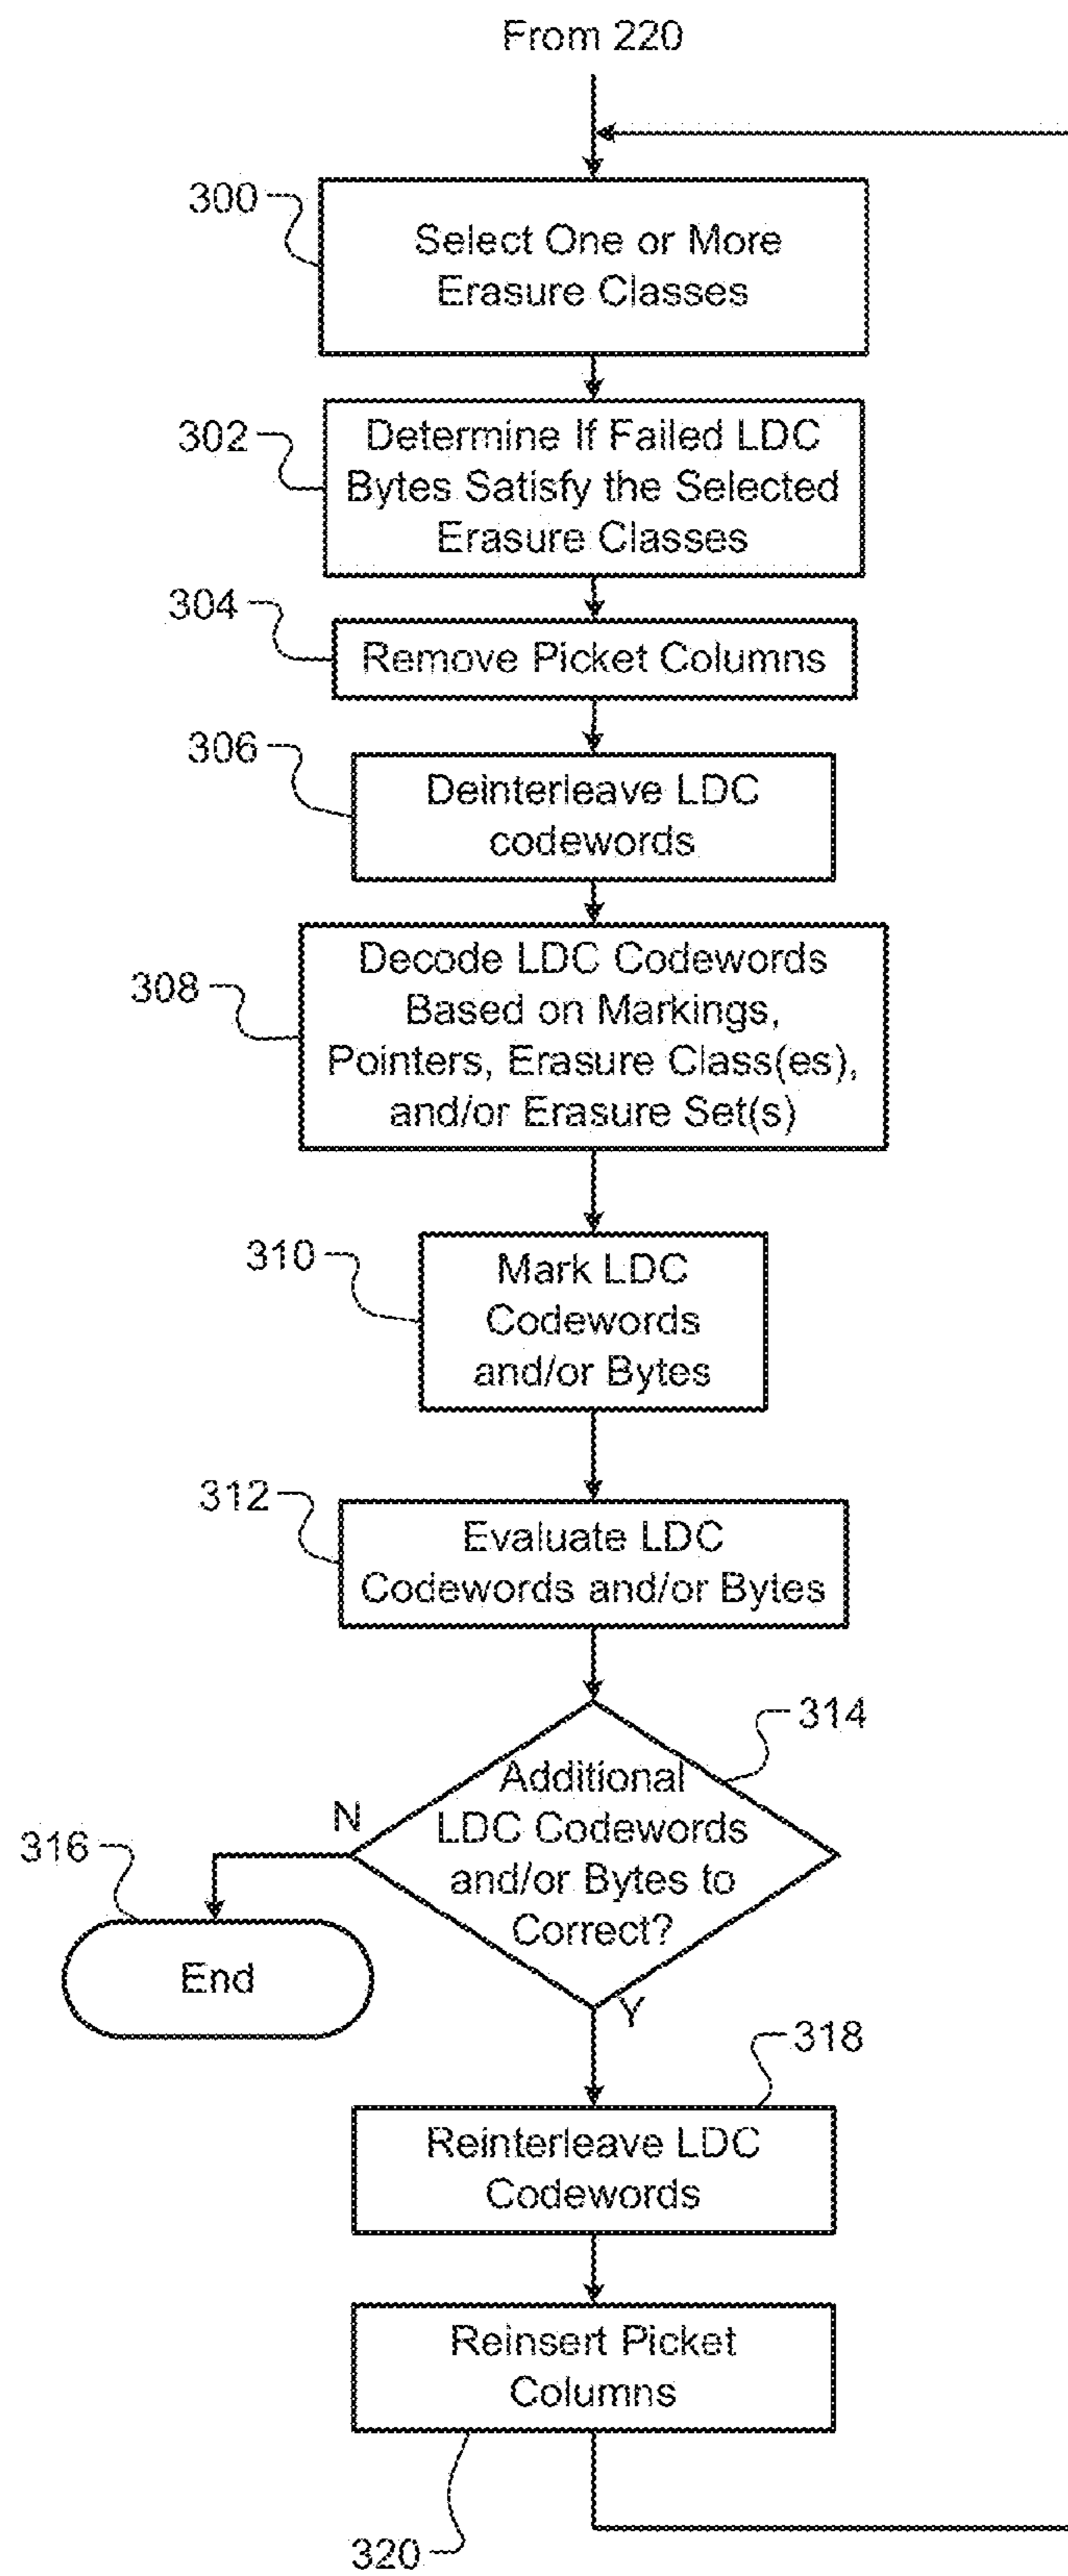 From 220
300
Select One or More
Erasure Classes
302
Determine If Failed LDC
Bytes Satisfy the Selected
Erasure Classes
304
Remove Picket Columns
306
Deinterleave LDC
codewords
308
Decode LDC Codewords
Based on Markings,
Pointers, Erasure Class(es),
and/or Erasure Set(s)
310
Mark LDC
Codewords
and/or Bytes
312
Evaluate LDC
Codewords and/or Bytes
314
Additional
LDC Codewords
and/or Bytes to
Correct?
N
316
End
Y
318
Reinterleave LDC
Codewords
Reinsert Picket
Columns
320